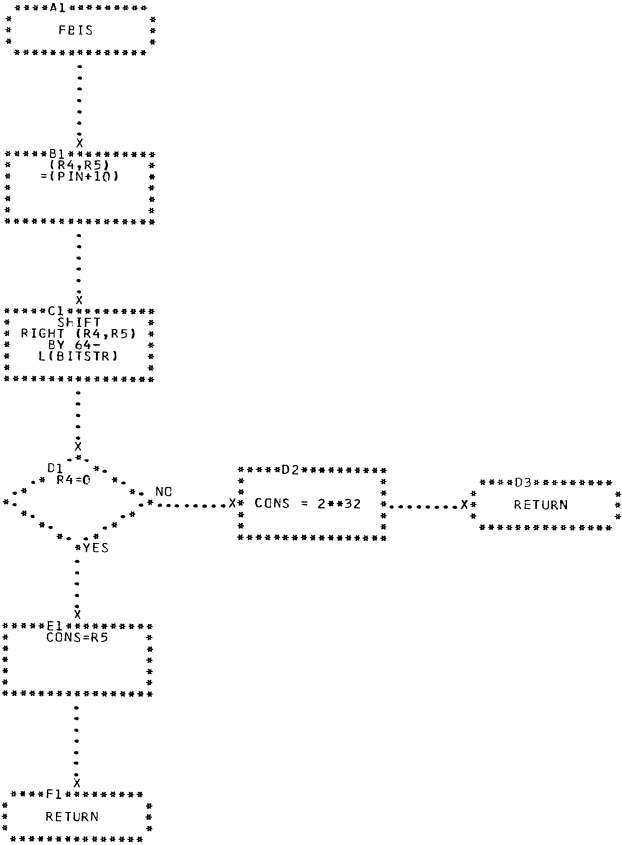 A1
FBIS
B1
(R4,R5)
=(PIN+10)
C1
SHIFT
RIGHT (R4,R5)
BY 64-
L(BITSTR)
D1
R4=0
NO
YES
D2
CONS = 2**32
D3
RETURN
E1
CONS=R5
F1
RETURN